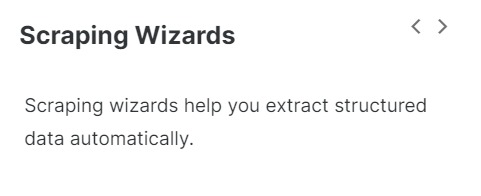 Scraping Wizards
Scraping wizards help you extract structured
data automatically.